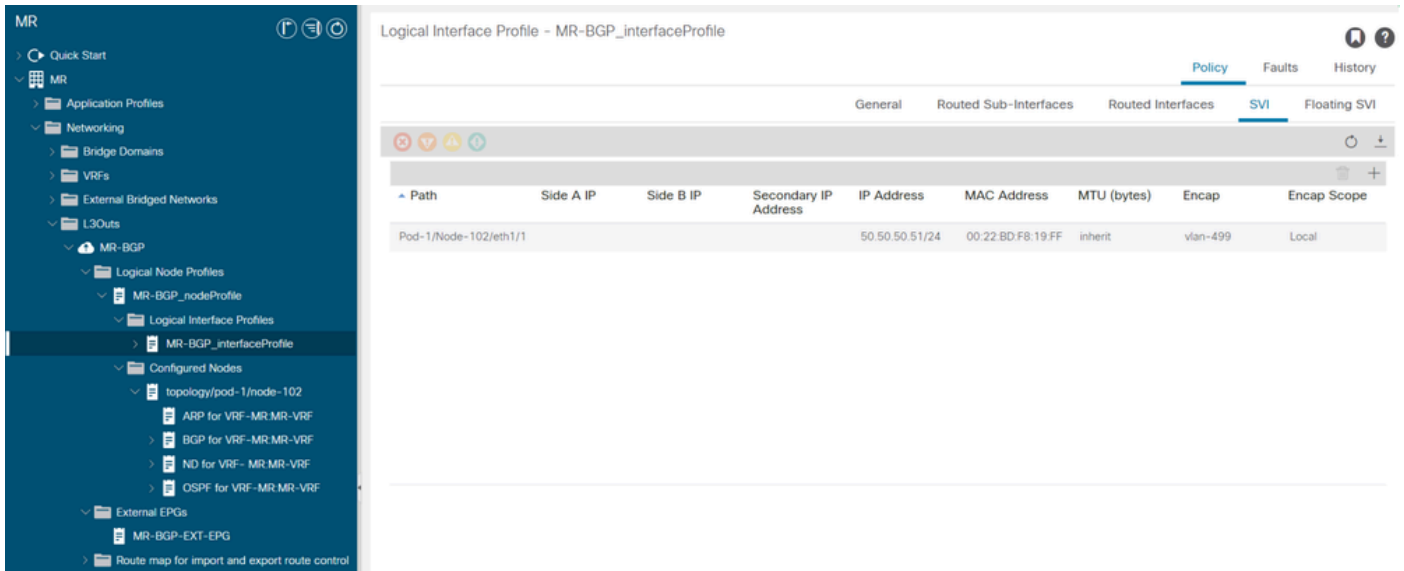 MR
Quick Start
MR
Application Profiles
Networking
Bridge Domains
VRFs
External Bridged Networks
L3Outs
MR-BGP
Logical Node Profiles
MR-BGP_nodeProfile
Logical Interface Profiles
MR-BGP_interfaceProfile
Configured Nodes
topology/pod-1/node-102
ARP for VRF-MR:MR-VRF
BGP for VRF-MR:MR-VRF
ND for VRF- MR:MR-VRF
OSPF for VRF-MR:MR-VRF
External EPGs
MR-BGP-EXT-EPG
Route map for import and export route control
Logical Interface Profile - MR-BGP_interfaceProfile
Policy Faults History
General Routed Sub-Interfaces Routed Interfaces SVI Floating SVI
Path Side A IP Side B IP Secondary IP Address IP Address MAC Address MTU (bytes) Encap Encap Scope
Pod-1/Node-102/eth1/1 50.50.50.51/24 00:22:BD:F8:19:FF inherit vlan-499 Local